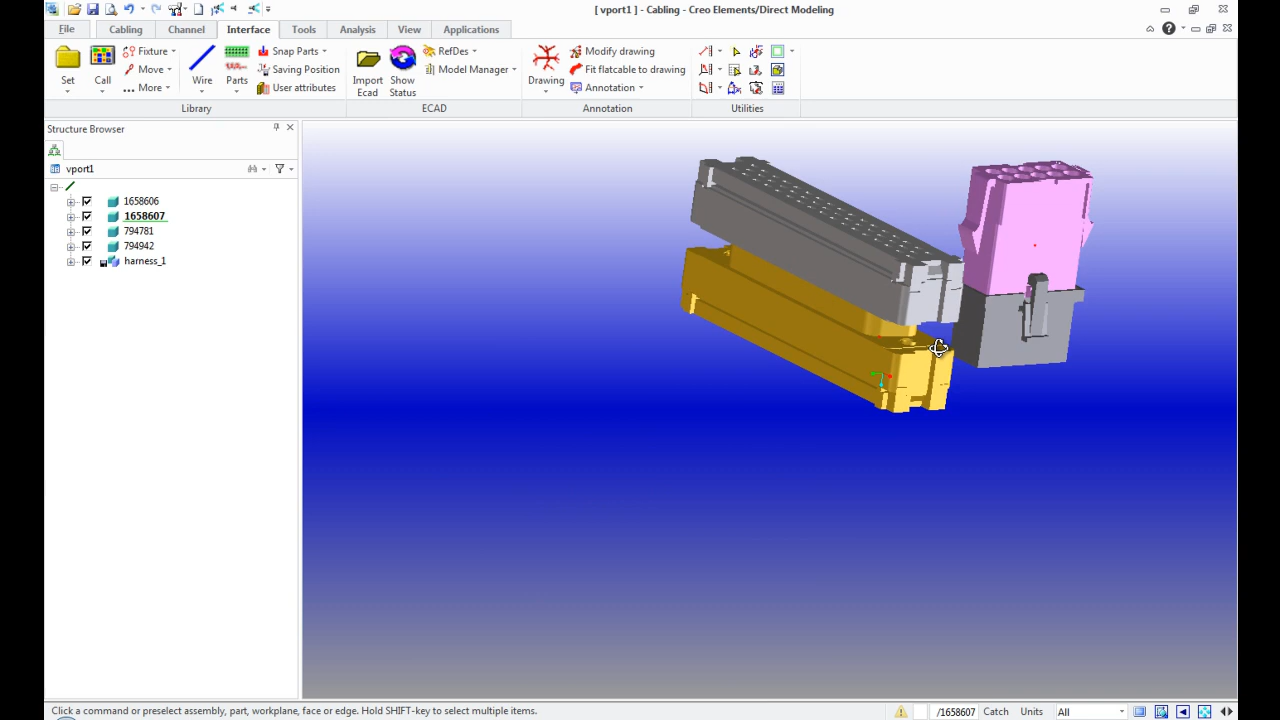 [ vport1 ] - Cabling - Creo Elements/Direct Modeling
File Cabling Channel Interface Tools Analysis View Applications
Set
Call
Fixture
Move
More
Wire
Parts
Snap Parts
Saving Position
User attributes
Library
Import Ecad
Show Status
RefDes
Model Manager
ECAD
Drawing
Modify drawing
Fit flatcable to drawing
Annotation
Annotation
Utilities
Structure Browser
vport1
1658606
1658607
794781
794942
harness_1
Click a command or preselect assembly, part, workplane, face or edge. Hold SHIFT-key to select multiple items.
/1658607 Catch Units All